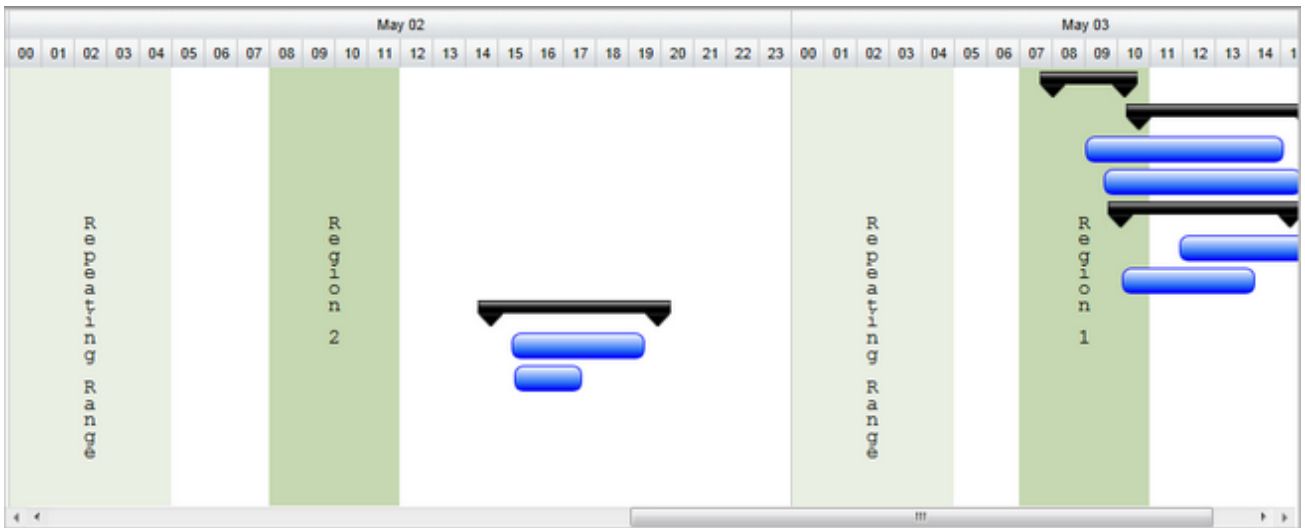 May 02 May 03
00 01 02 03 04 05 06 07 08 09 10 11 12 13 14 15 16 17 18 19 20 21 22 23 00 01 02 03 04 05 06 07 08 09 10 11 12 13 14 1
Repeating Range
Region 2
Repeating Range
Region 1